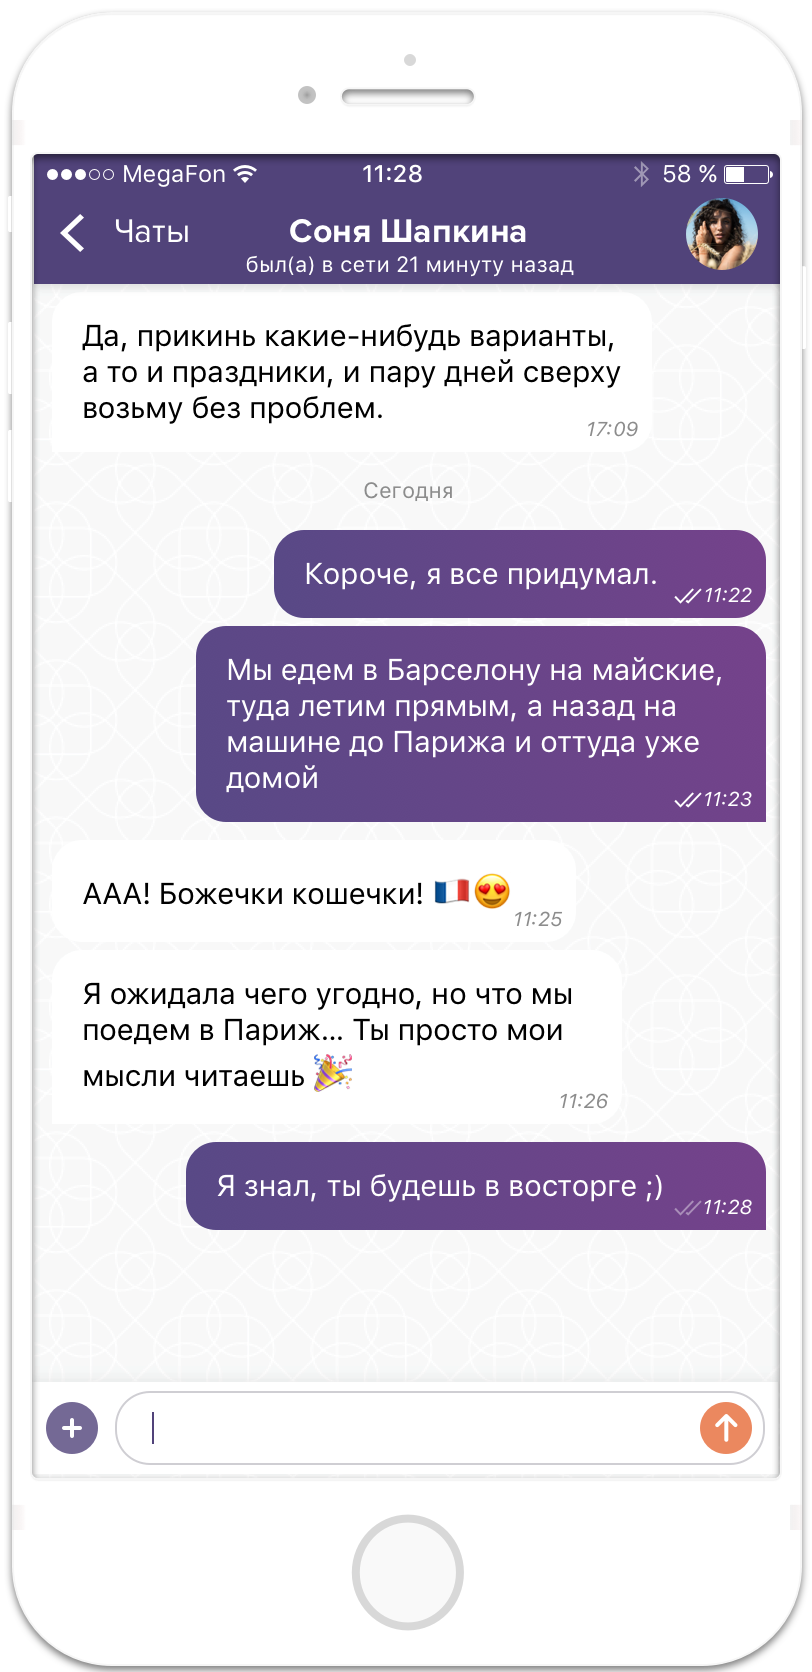 MegaFon 11:28 58 %
Чаты
Соня Шапкина
был(а) в сети 21 минуту назад
Да, прикинь какие-нибудь варианты,
а то и праздники, и пару дней сверху
возьму без проблем.
17:09
Сегодня
Короче, я все придумал.
11:22
Мы едем в Барселону на майские,
туда летим прямым, а назад на
машине до Парижа и оттуда уже
домой
11:23
ААА! Божечки кошечки! 🇫🇷😍
11:25
Я ожидала чего угодно, но что мы
поедем в Париж... Ты просто мои
мысли читаешь 🎉
11:26
Я знал, ты будешь в восторге ;)
11:28